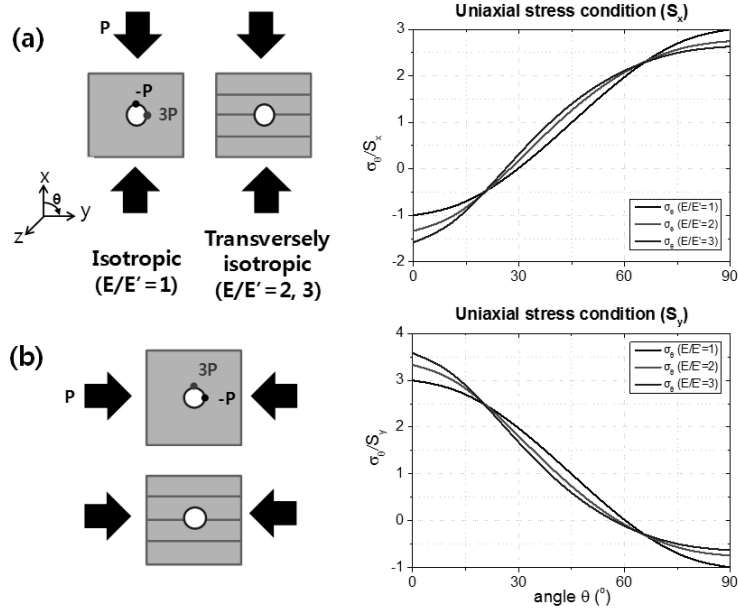 (a)
P
-P
3P
x
θ
y
z
Isotropic
(E/E′=1)
Transversely
isotropic
(E/E′=2, 3)
Uniaxial stress condition (Sx)
σθ/Sx
3
2
1
0
-1
-2
0 30 60 90
σθ (E/E'=1)
σθ (E/E'=2)
σθ (E/E'=3)
(b)
P
3P
-P
Uniaxial stress condition (Sy)
σθ/Sy
4
3
2
1
0
-1
0 30 60 90
angle θ (°)
σθ (E/E'=1)
σθ (E/E'=2)
σθ (E/E'=3)